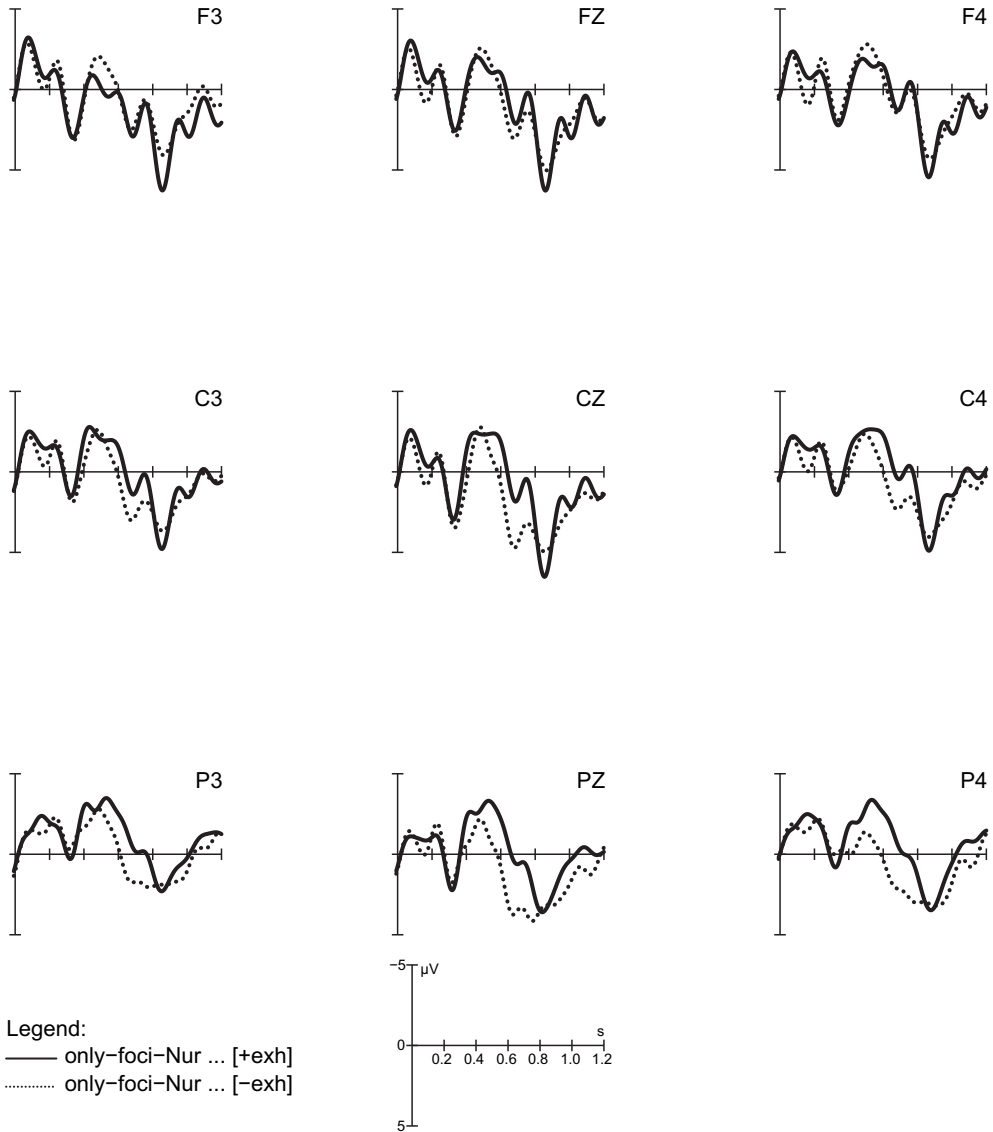 F3 FZ F4
C3 CZ C4
P3 PZ P4
−5 µV
0 s
0.2 0.4 0.6 0.8 1.0 1.2
5
Legend:
only−foci−Nur ... [+exh]
only−foci−Nur ... [−exh]